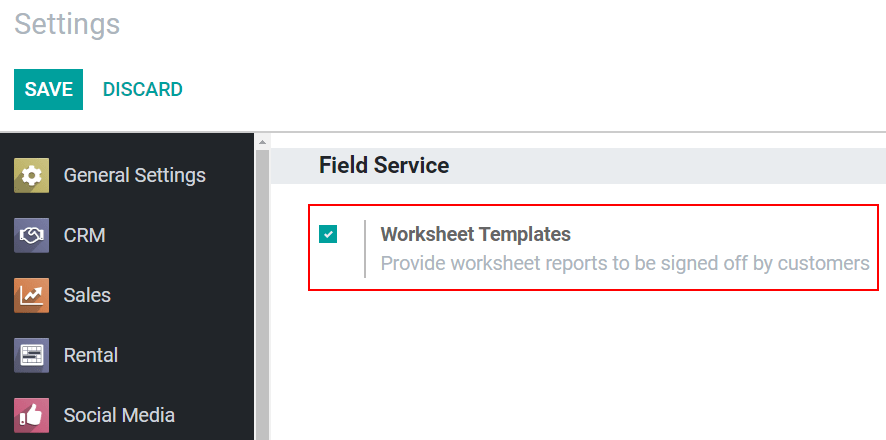 Settings
SAVE DISCARD
General Settings
CRM
Sales
Rental
Social Media
Field Service
Worksheet Templates
Provide worksheet reports to be signed off by customers